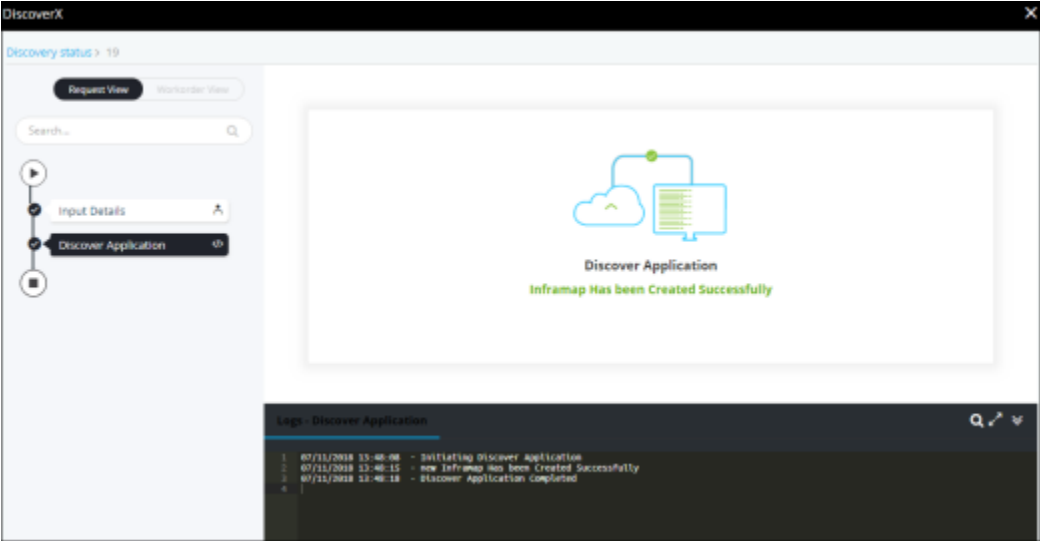 DiscoverX
Discovery status > 19
Request View
Workorder View
Search...
Input Details
Discover Application
Discover Application
Inframap Has been Created Successfully
Logs - Discover Application
1 07/11/2018 13:48:08 - Initiating Discover Application
2 07/11/2018 13:48:15 - new Inframap Has been Created Successfully
3 07/11/2018 13:48:18 - Discover Application Completed
4